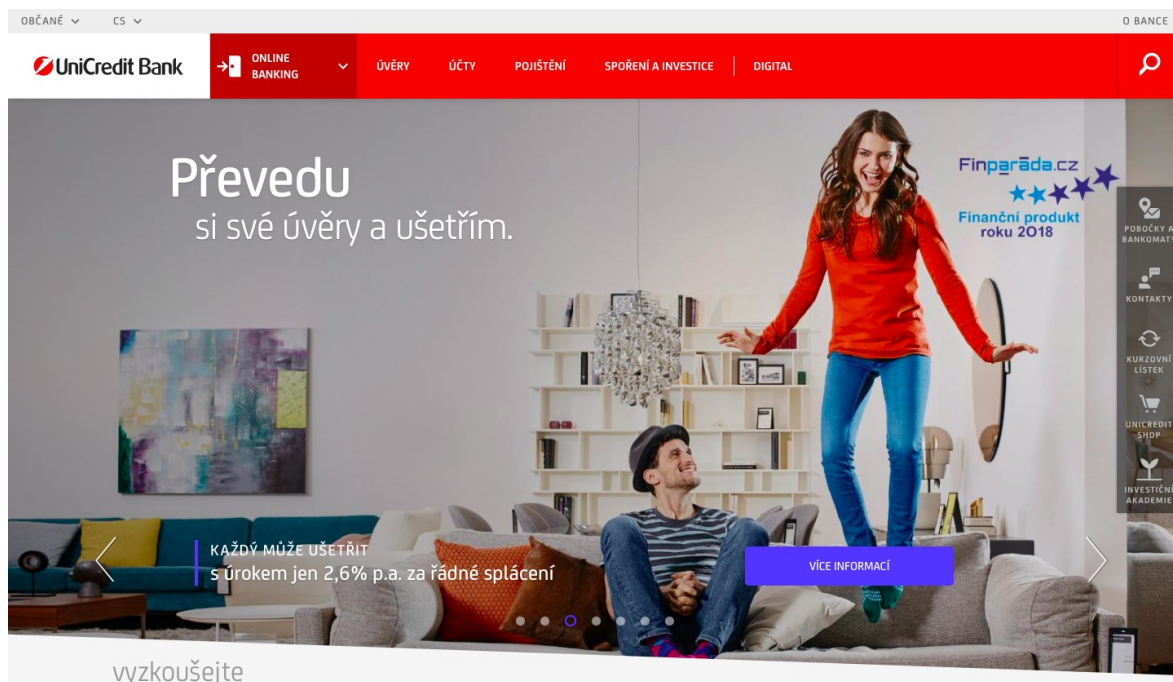 OBČANÉ
CS
O BANCE
UniCredit Bank
ONLINE
BANKING
ÚVĚRY
ÚČTY
POJIŠTĚNÍ
SPOŘENÍ A INVESTICE
DIGITAL
Převedu
si své úvěry a ušetřím.
Finparāda.cz
Finanční produkt
roku 2018
POBOČKY A
BANKOMATY
KONTAKTY
KURZOVNÍ
LÍSTEK
UNICREDIT
SHOP
INVESTIČNÍ
AKADEMIE
KAŽDÝ MŮŽE UŠETŘIT
s úrokem jen 2,6% p.a. za řádné splácení
VÍCE INFORMACÍ
vyzkoušejte